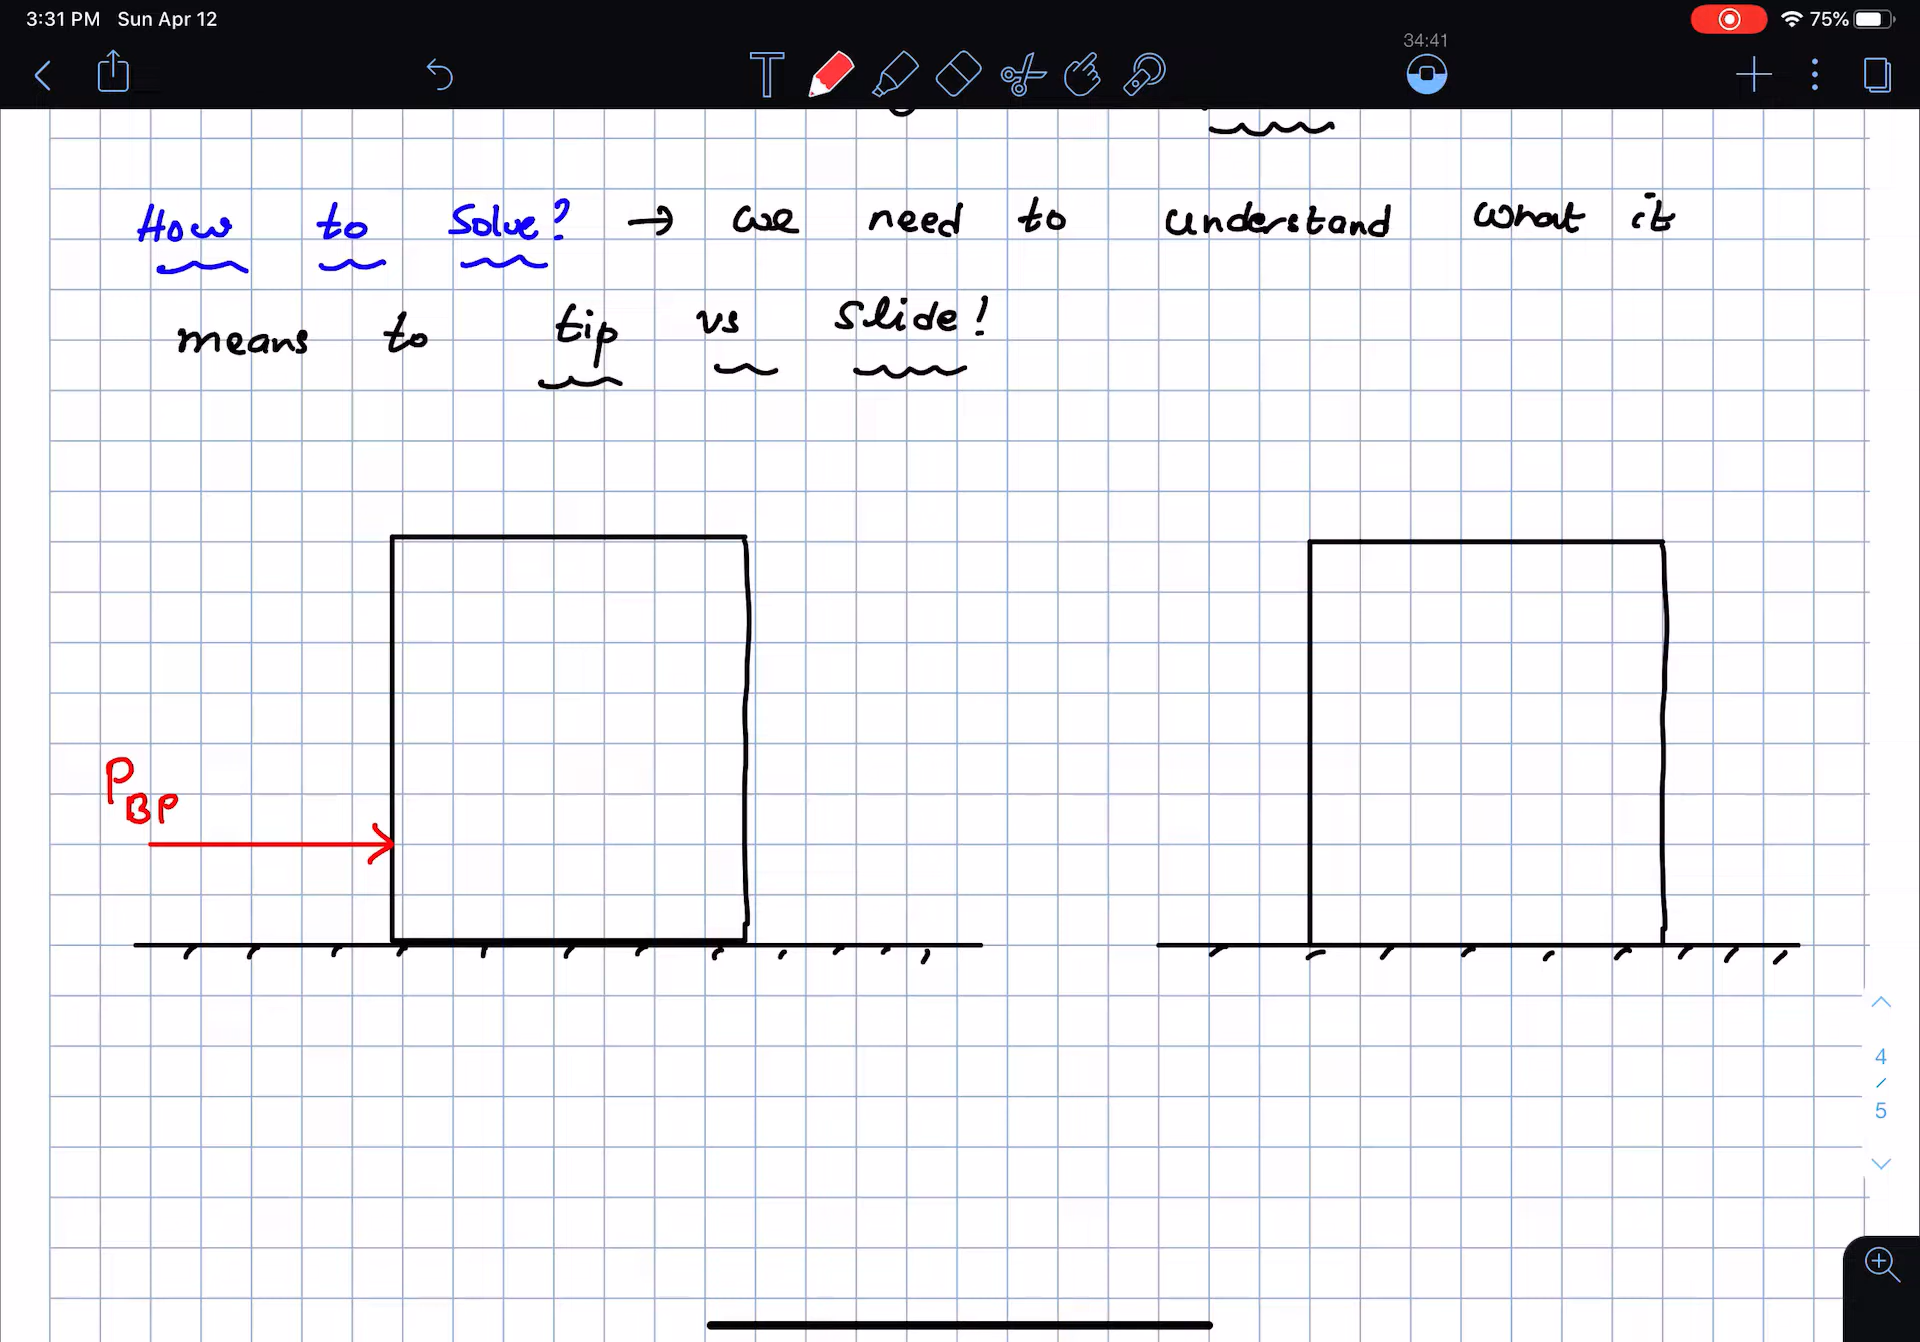 3:31 PM Sun Apr 12
75%
34:41
How to Solve? → we need to understand what it
means to tip vs slide!
P
BP
4
/
5